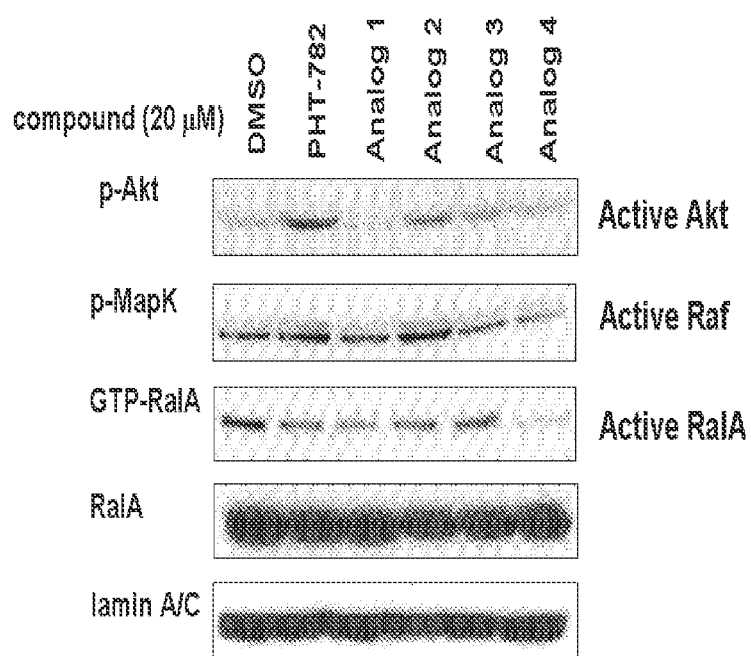 compound (20 µM)
DMSO
PHT-782
Analog 1
Analog 2
Analog 3
Analog 4
p-Akt
Active Akt
p-MapK
Active Raf
GTP-RalA
Active RalA
RalA
lamin A/C